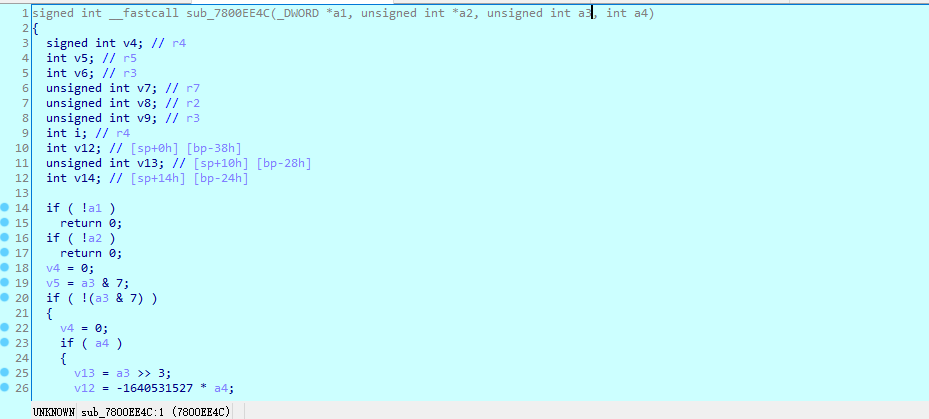 1 signed int __fastcall sub_7800EE4C(_DWORD *a1, unsigned int *a2, unsigned int a3, int a4)
2 {
3 signed int v4; // r4
4 int v5; // r5
5 int v6; // r3
6 unsigned int v7; // r7
7 unsigned int v8; // r2
8 unsigned int v9; // r3
9 int i; // r4
10 int v12; // [sp+0h] [bp-38h]
11 unsigned int v13; // [sp+10h] [bp-28h]
12 int v14; // [sp+14h] [bp-24h]
13
14 if ( !a1 )
15 return 0;
16 if ( !a2 )
17 return 0;
18 v4 = 0;
19 v5 = a3 & 7;
20 if ( !(a3 & 7) )
21 {
22 v4 = 0;
23 if ( a4 )
24 {
25 v13 = a3 >> 3;
26 v12 = -1640531527 * a4;
UNKNOWN sub_7800EE4C:1 (7800EE4C)